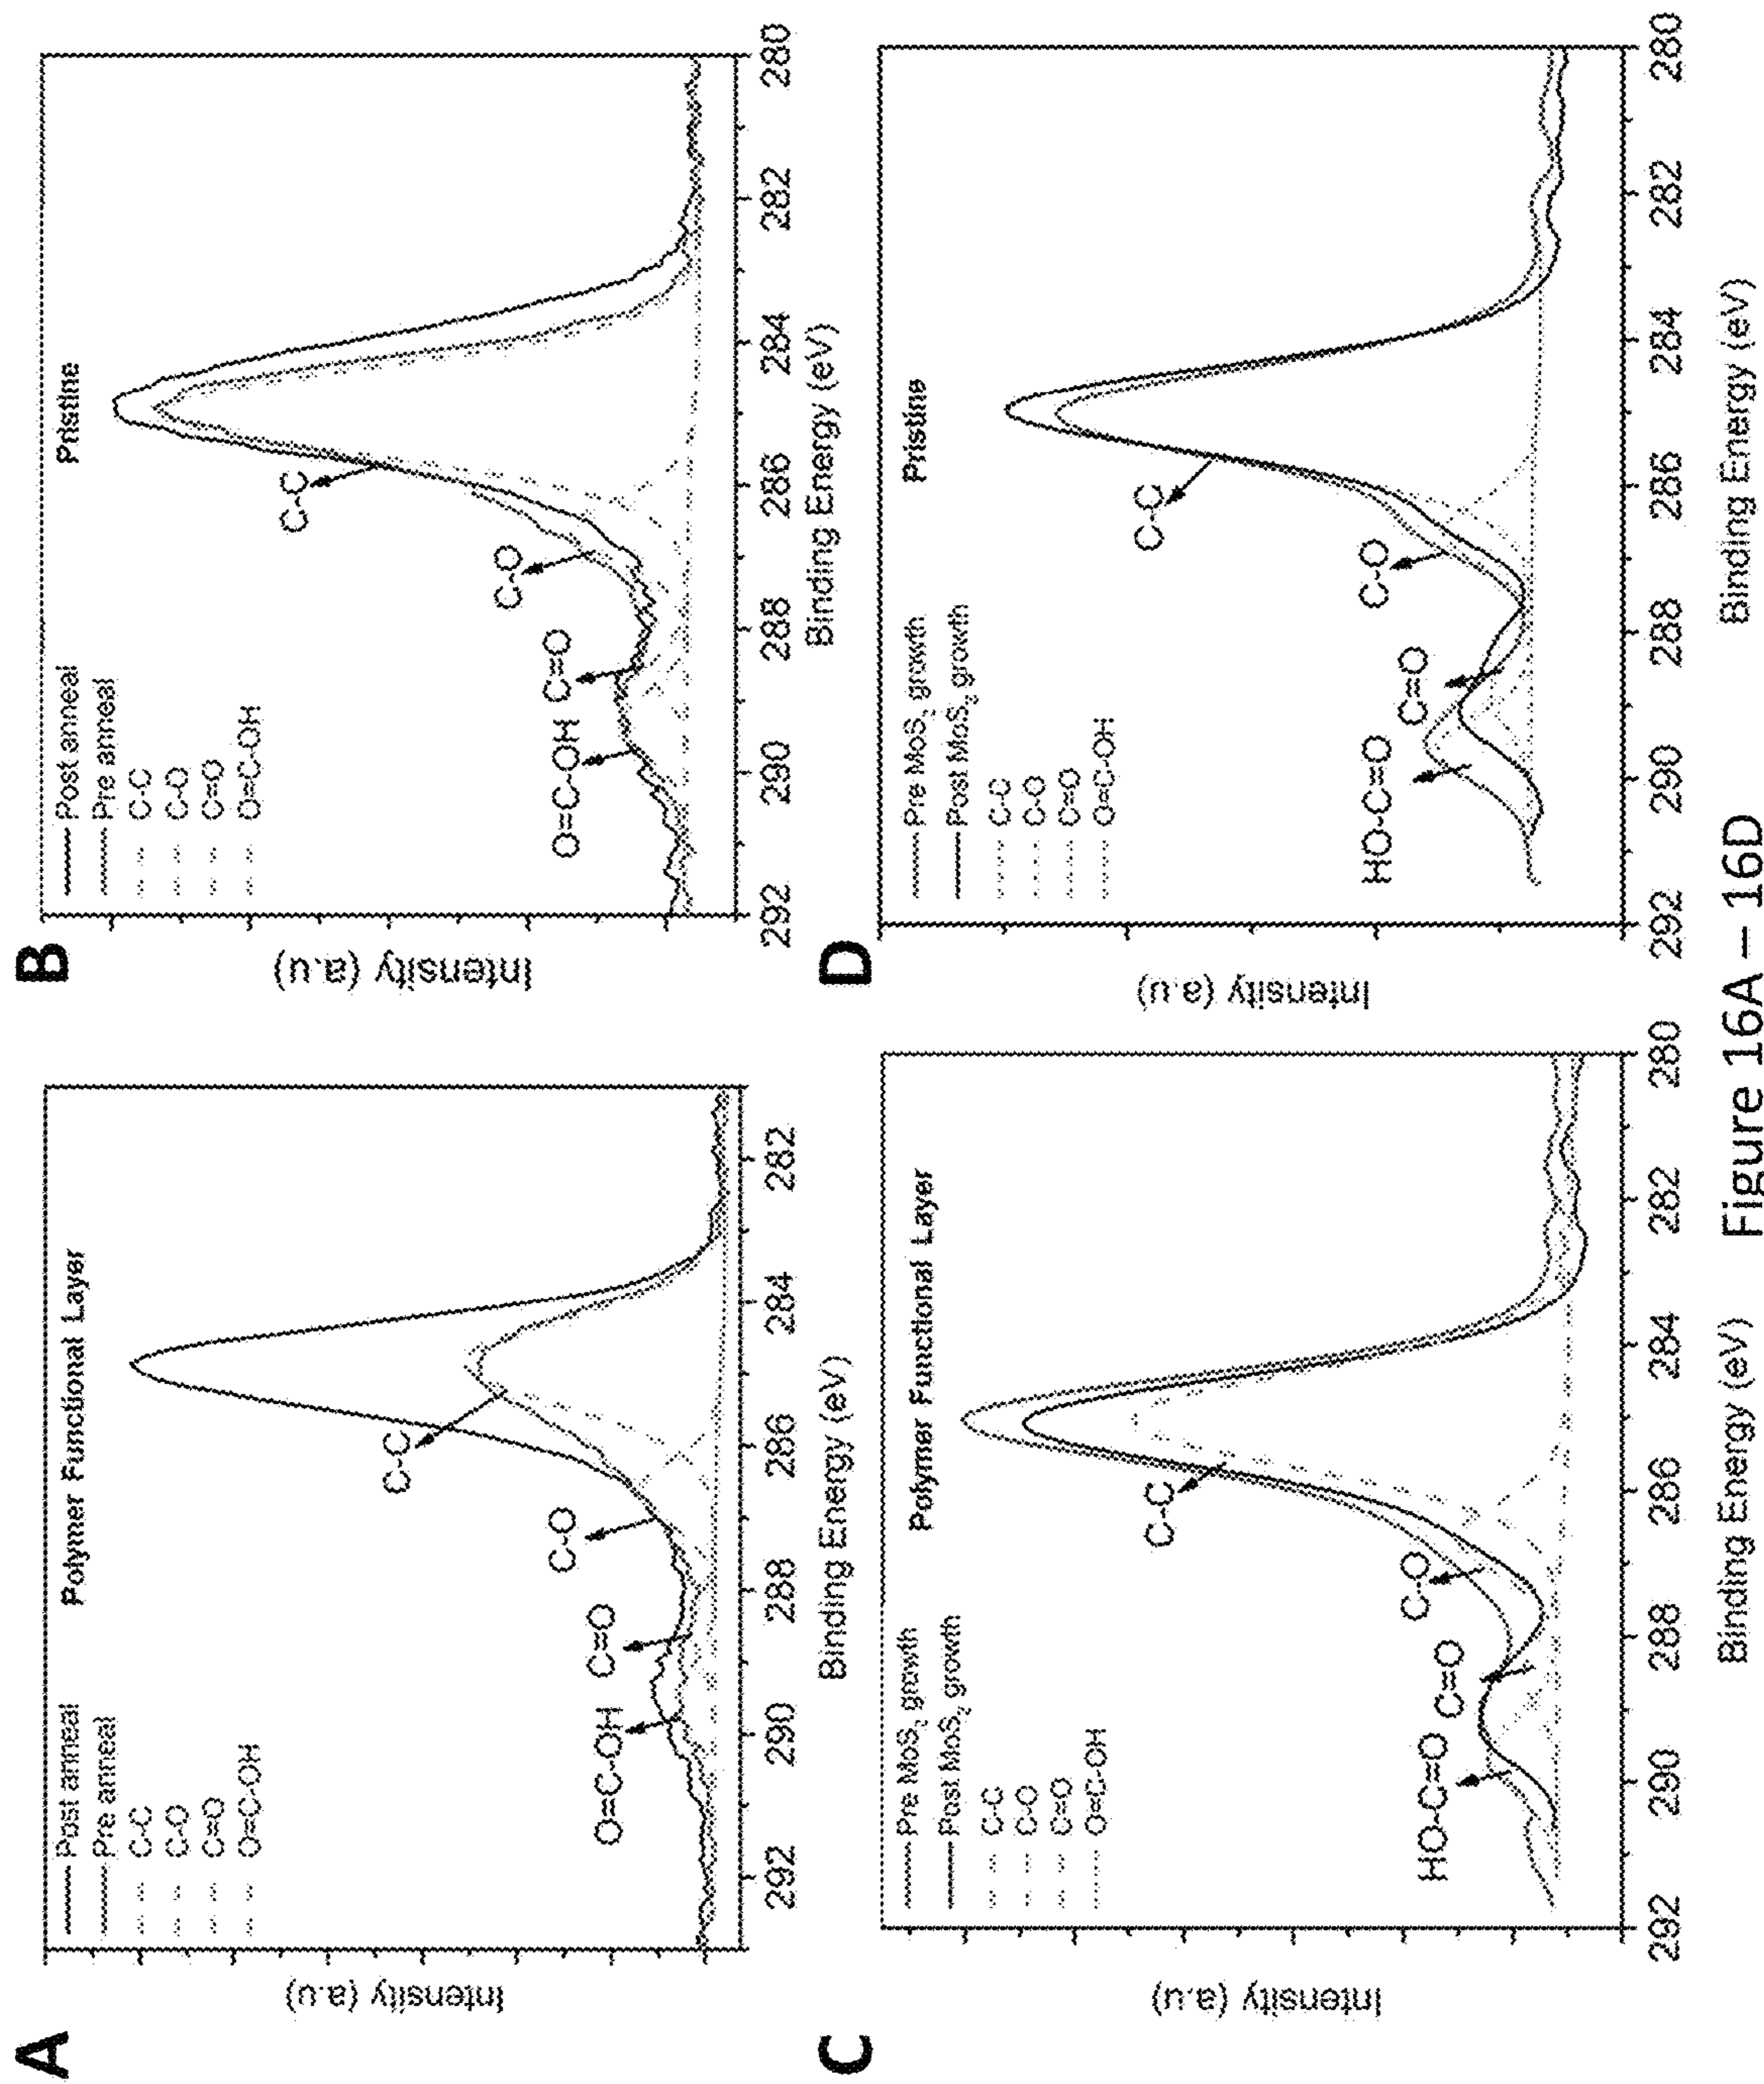 A
Polymer Functional Layer
Post anneal
Pre anneal
C-C
C-O
C=O
O=C-OH
C-C
C-O
C=O
O=C-OH
Intensity (a.u)
292
290
288
286
284
282
Binding Energy (eV)
B
Pristine
Post anneal
Pre anneal
C-C
C-O
C=O
O=C-OH
C-C
C-O
C=O
O=C-OH
Intensity (a.u)
292
290
288
286
284
282
280
Binding Energy (eV)
C
Polymer Functional Layer
Pre MoS₂ growth
Post MoS₂ growth
C-C
C-O
C=O
O=C-OH
C-C
C-O
C=O
HO-C=O
Intensity (a.u)
292
290
288
286
284
282
280
Binding Energy (eV)
D
Pristine
Pre MoS₂ growth
Post MoS₂ growth
C-C
C-O
C=O
O=C-OH
C-C
C-O
C=O
HO-C=O
Intensity (a.u)
292
290
288
286
284
282
280
Binding Energy (eV)
Figure 16A – 16D